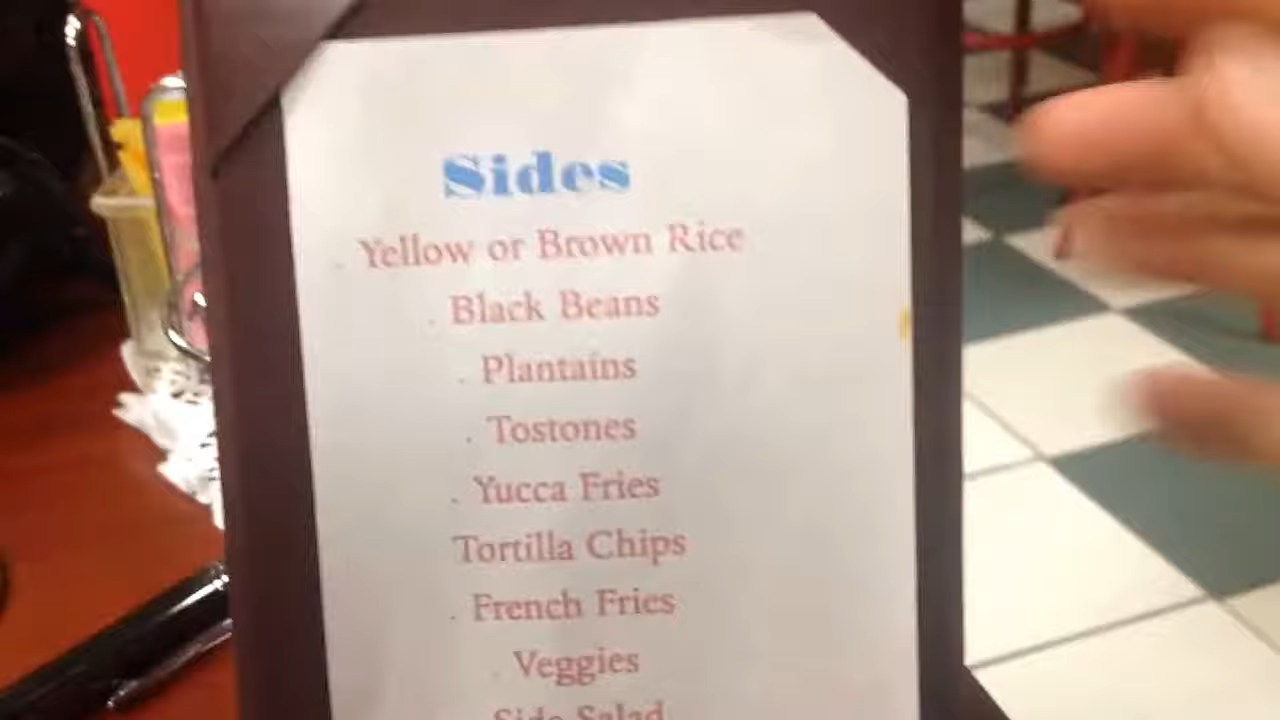 Sides
Yellow or Brown Rice
Black Beans
Plantains
Tostones
Yucca Fries
Tortilla Chips
French Fries
Veggies
Side Salad